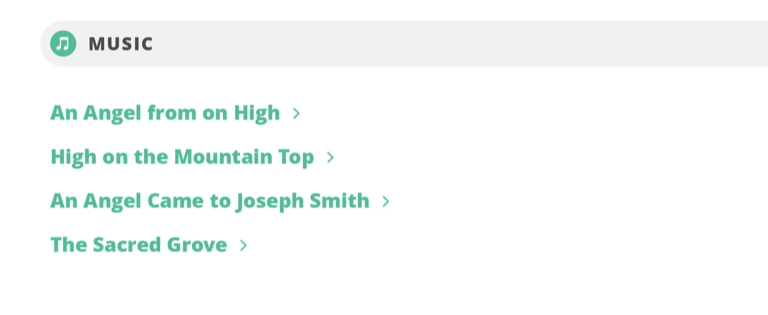 MUSIC
An Angel from on High
High on the Mountain Top
An Angel Came to Joseph Smith
The Sacred Grove